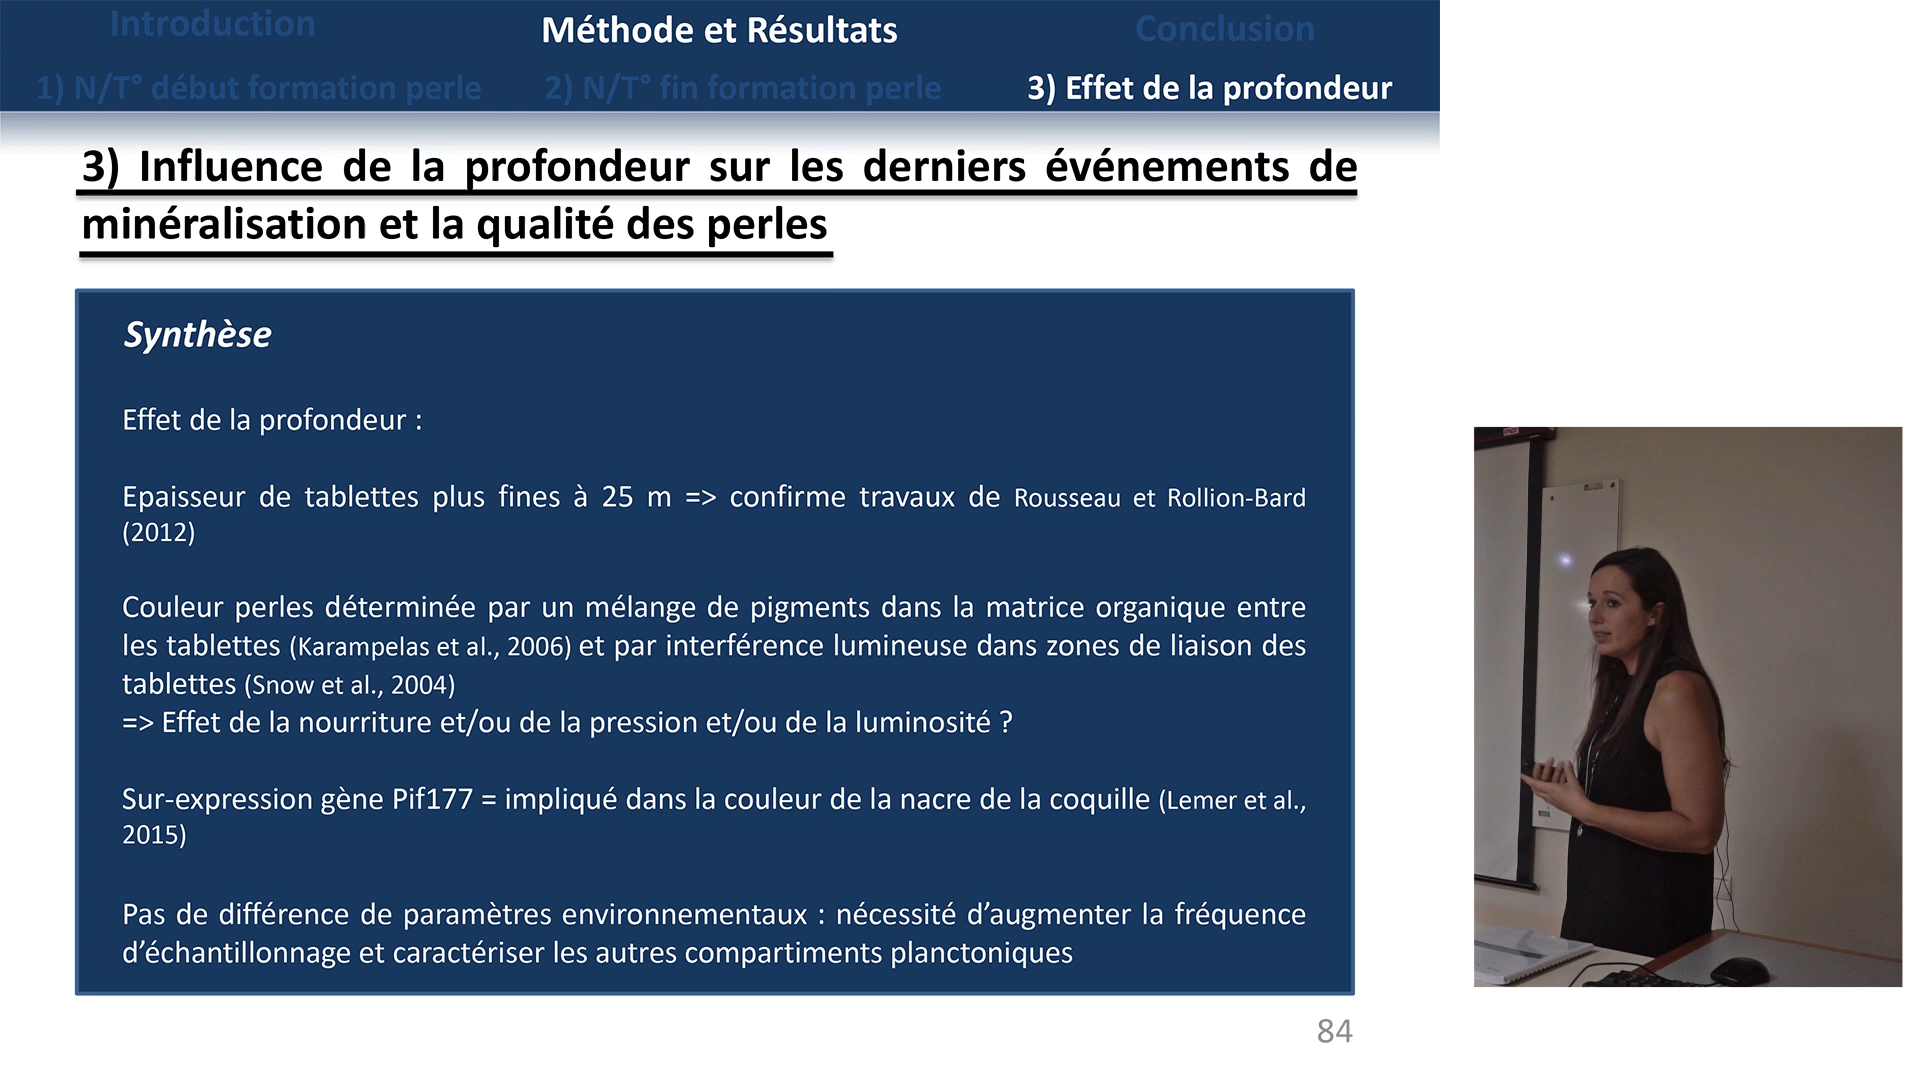 Introduction
Méthode et Résultats
Conclusion
1) N/T° début formation perle
2) N/T° fin formation perle
3) Effet de la profondeur
3) Influence de la profondeur sur les derniers événements de
minéralisation et la qualité des perles
Synthèse
Effet de la profondeur :
Epaisseur de tablettes plus fines à 25 m => confirme travaux de Rousseau et Rollion-Bard
(2012)
Couleur perles déterminée par un mélange de pigments dans la matrice organique entre
les tablettes (Karampelas et al., 2006) et par interférence lumineuse dans zones de liaison des
tablettes (Snow et al., 2004)
=> Effet de la nourriture et/ou de la pression et/ou de la luminosité ?
Sur-expression gène Pif177 = impliqué dans la couleur de la nacre de la coquille (Lemer et al.,
2015)
Pas de différence de paramètres environnementaux : nécessité d’augmenter la fréquence
d’échantillonnage et caractériser les autres compartiments planctoniques
84